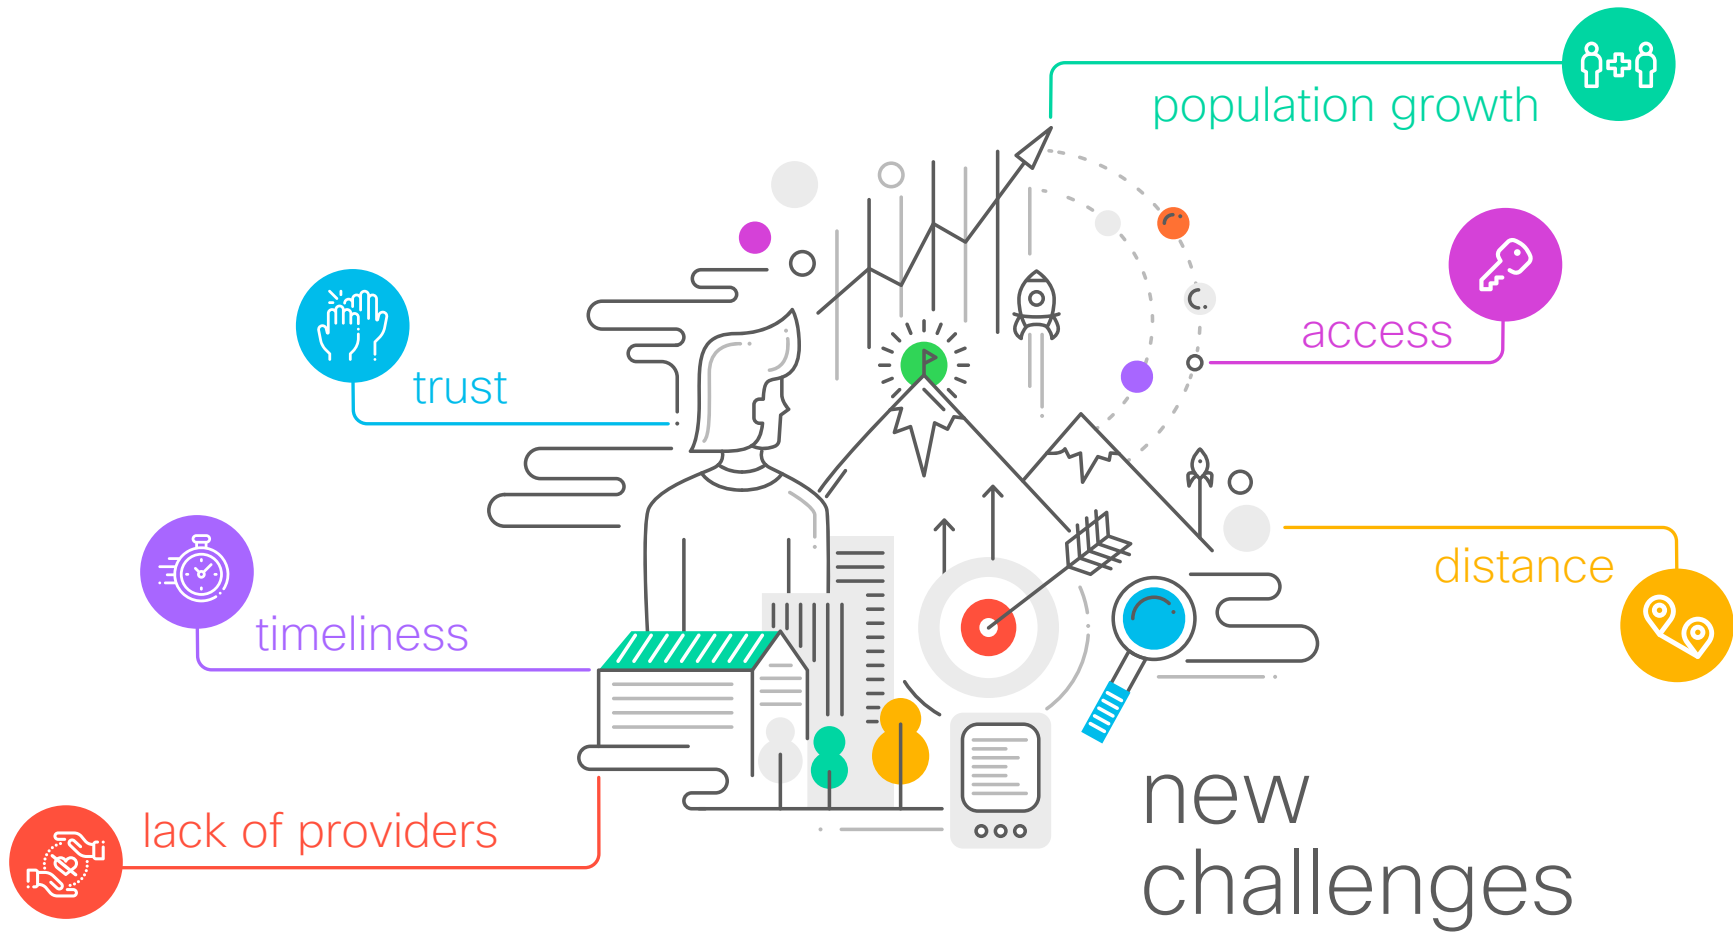 population growth
access
trust
distance
timeliness
lack of providers
new
challenges